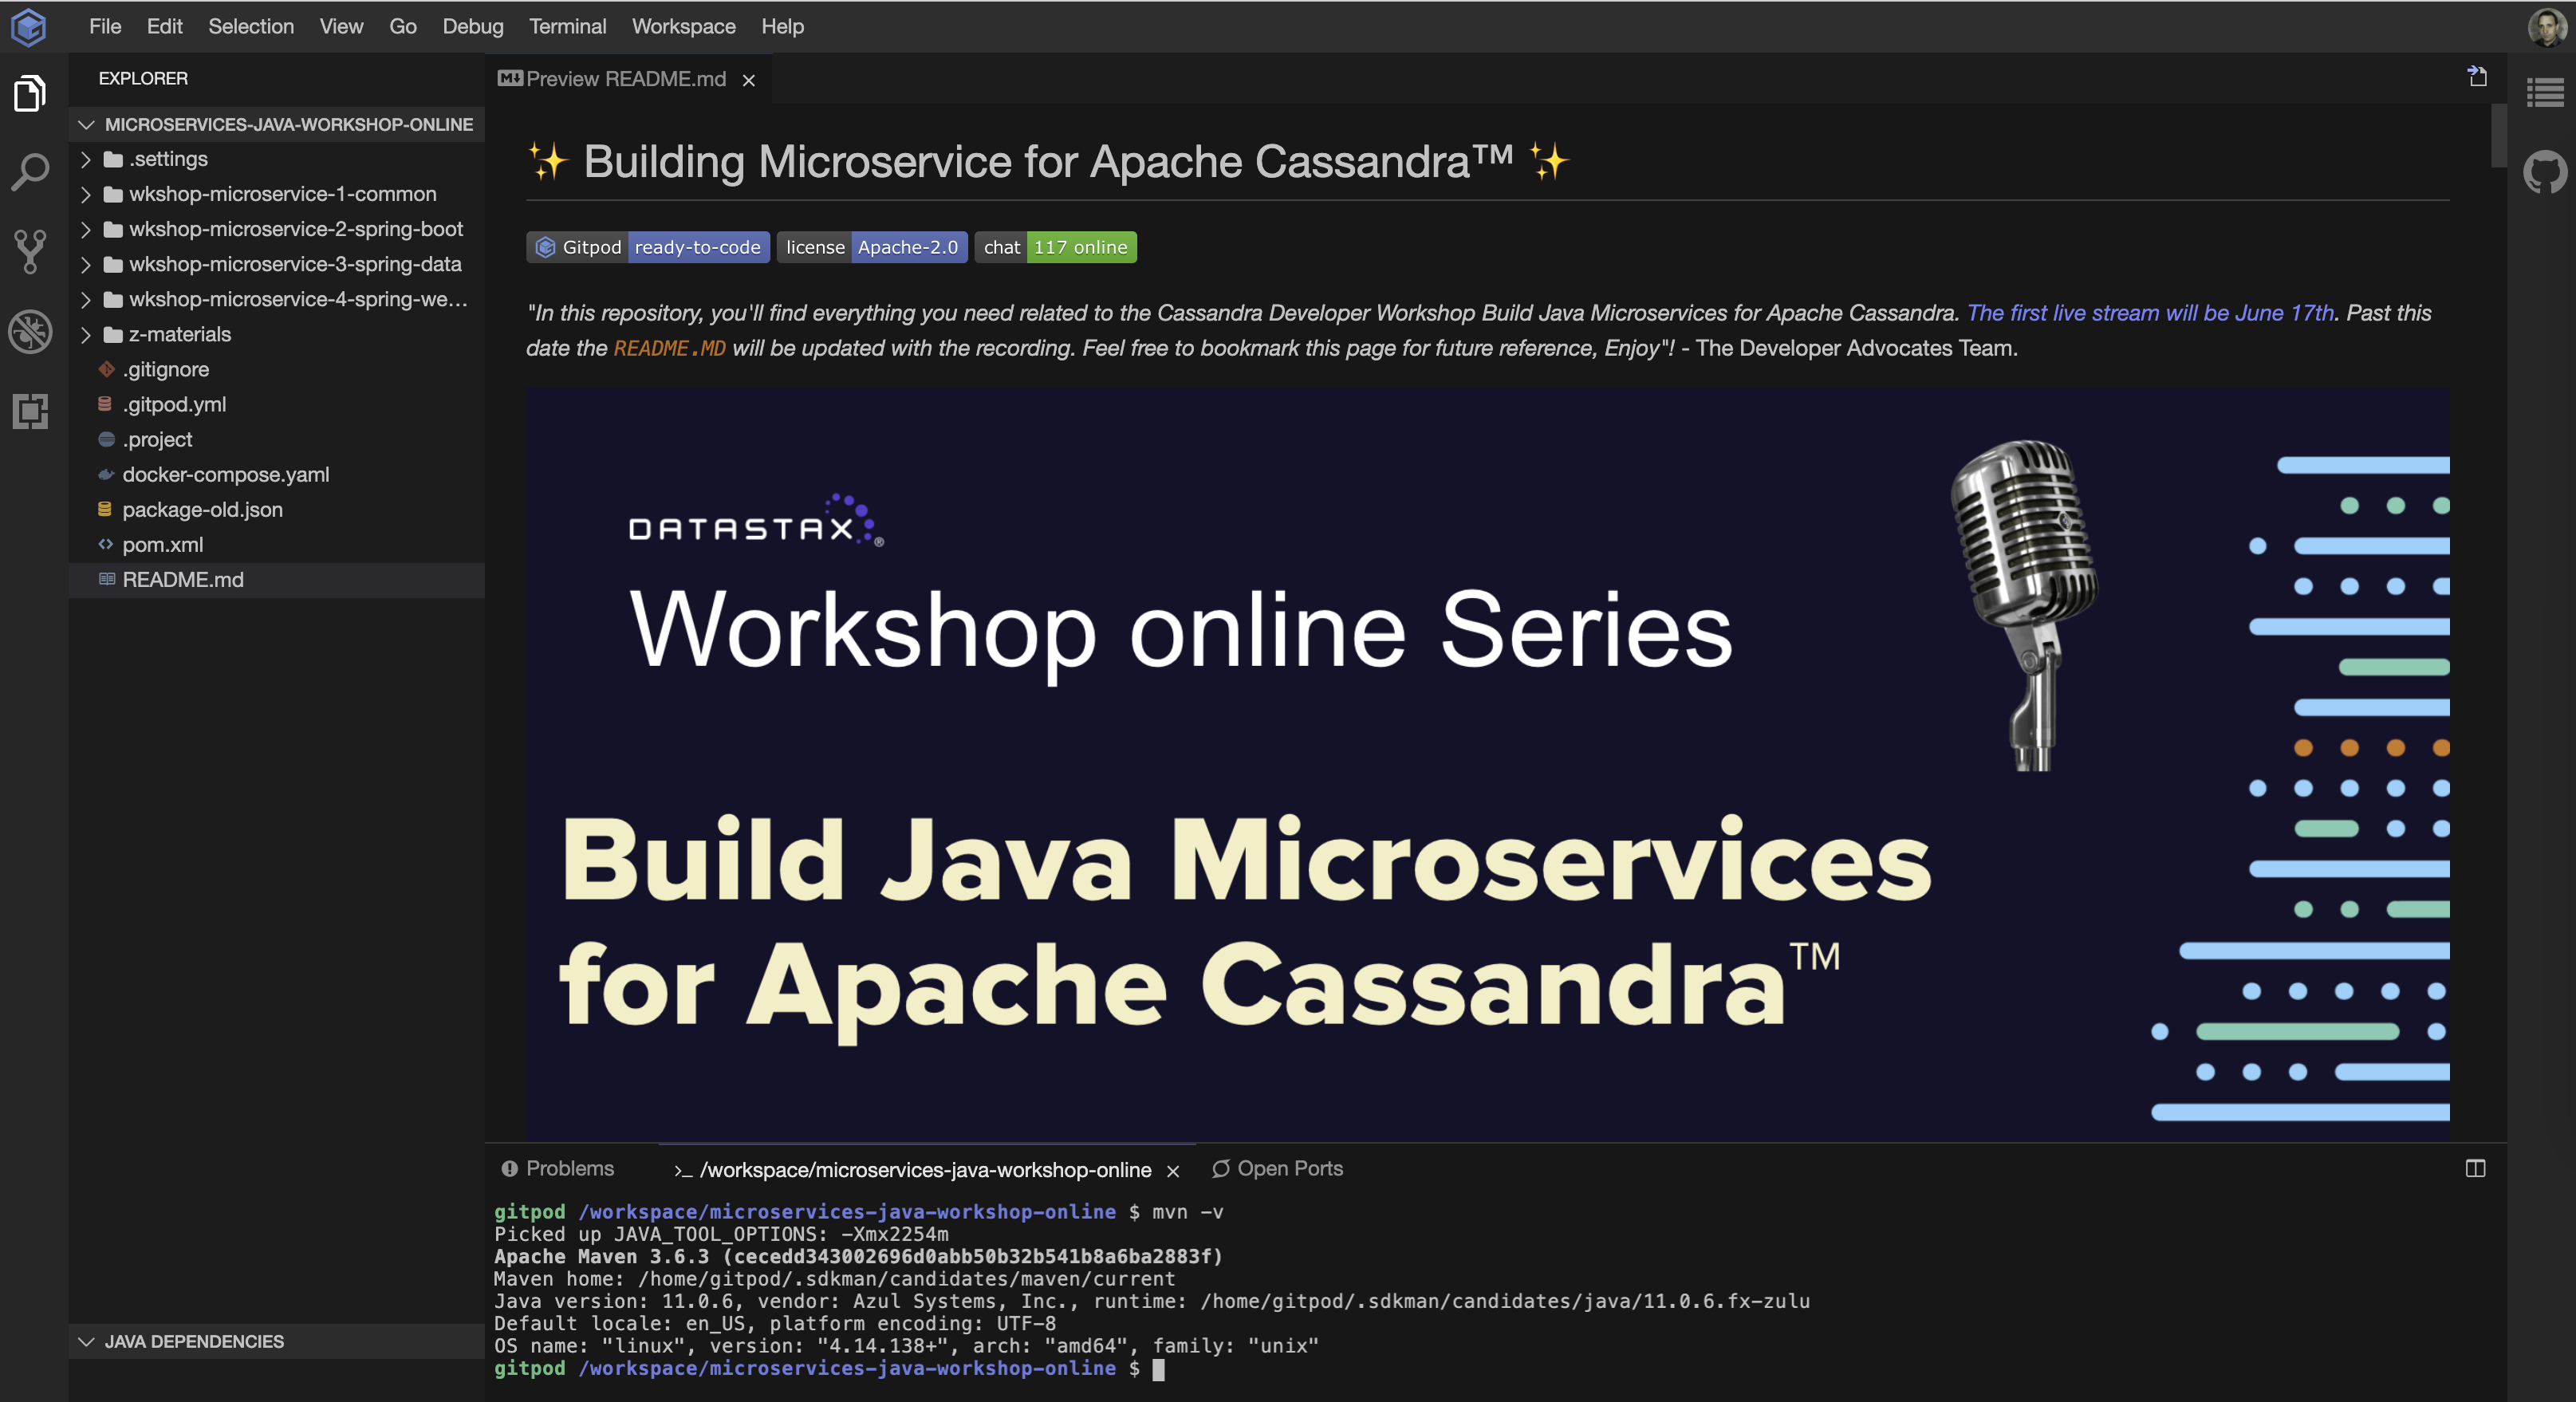 File Edit Selection View Go Debug Terminal Workspace Help
EXPLORER
MICROSERVICES-JAVA-WORKSHOP-ONLINE
.settings
wkshop-microservice-1-common
wkshop-microservice-2-spring-boot
wkshop-microservice-3-spring-data
wkshop-microservice-4-spring-we...
z-materials
.gitignore
.gitpod.yml
.project
docker-compose.yaml
package-old.json
pom.xml
README.md
JAVA DEPENDENCIES
Preview README.md
✨ Building Microservice for Apache Cassandra™ ✨
Gitpod ready-to-code license Apache-2.0 chat 117 online
"In this repository, you'll find everything you need related to the Cassandra Developer Workshop Build Java Microservices for Apache Cassandra. The first live stream will be June 17th. Past this
date the README.MD will be updated with the recording. Feel free to bookmark this page for future reference, Enjoy"! - The Developer Advocates Team.
DATASTAX®
Workshop online Series
Build Java Microservices
for Apache Cassandra™
Problems >_ /workspace/microservices-java-workshop-online Open Ports
gitpod /workspace/microservices-java-workshop-online $ mvn -v
Picked up JAVA_TOOL_OPTIONS: -Xmx2254m
Apache Maven 3.6.3 (cecedd343002696d0abb50b32b541b8a6ba2883f)
Maven home: /home/gitpod/.sdkman/candidates/maven/current
Java version: 11.0.6, vendor: Azul Systems, Inc., runtime: /home/gitpod/.sdkman/candidates/java/11.0.6.fx-zulu
Default locale: en_US, platform encoding: UTF-8
OS name: "linux", version: "4.14.138+", arch: "amd64", family: "unix"
gitpod /workspace/microservices-java-workshop-online $